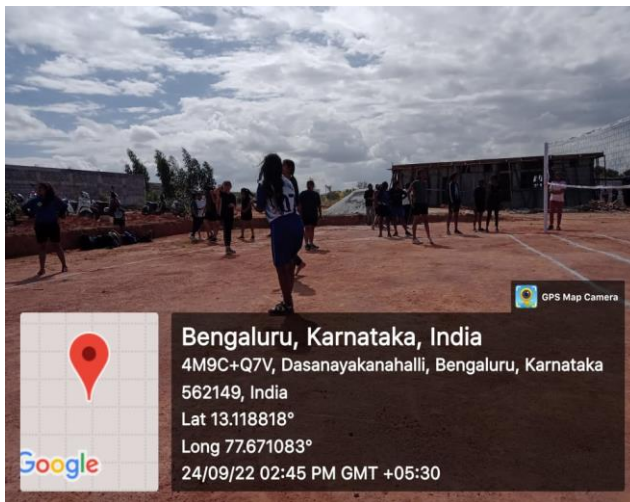 GPS Map Camera
Bengaluru, Karnataka, India
4M9C+Q7V, Dasanayakanahalli, Bengaluru, Karnataka
562149, India
Lat 13.118818°
Long 77.671083°
24/09/22 02:45 PM GMT +05:30
Google